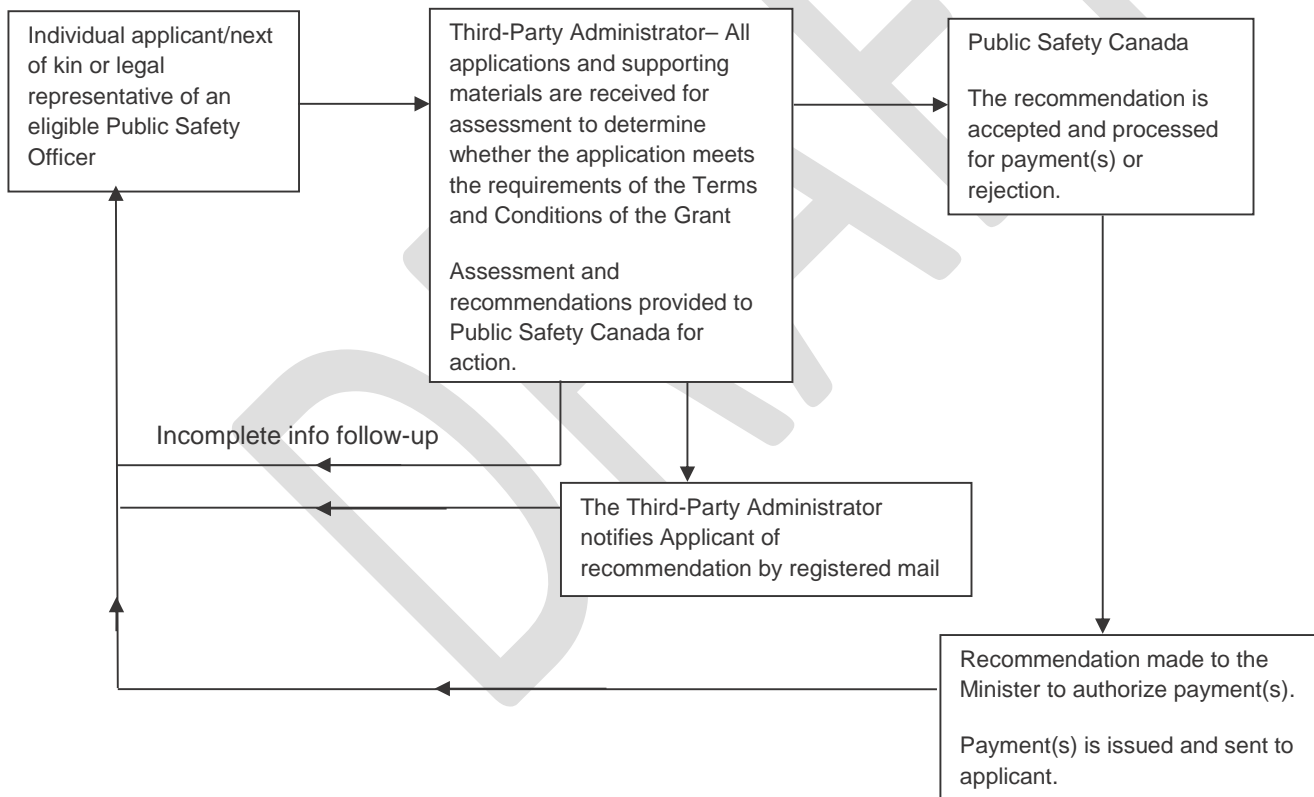 Individual applicant/next
of kin or legal
representative of an
eligible Public Safety
Officer
Third-Party Administrator– All
applications and supporting
materials are received for
assessment to determine
whether the application meets
the requirements of the Terms
and Conditions of the Grant
Assessment and
recommendations provided to
Public Safety Canada for
action.
Public Safety Canada
The recommendation is
accepted and processed
for payment(s) or
rejection.
Incomplete info follow-up
The Third-Party Administrator
notifies Applicant of
recommendation by registered mail
Recommendation made to the
Minister to authorize payment(s).
Payment(s) is issued and sent to
applicant.
DRAF